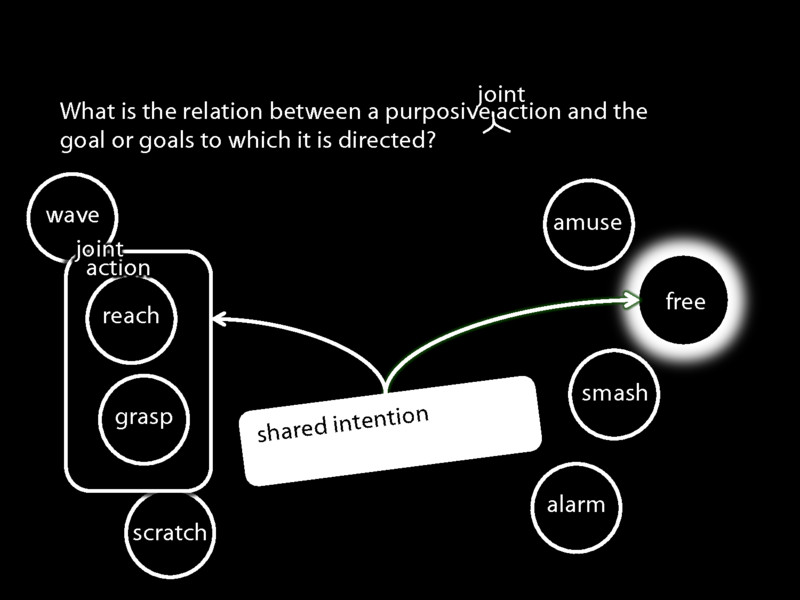 joint
What is the relation between a purposive action and the
goal or goals to which it is directed?
wave
amuse
joint
action
reach
free
grasp
smash
shared intention
alarm
scratch